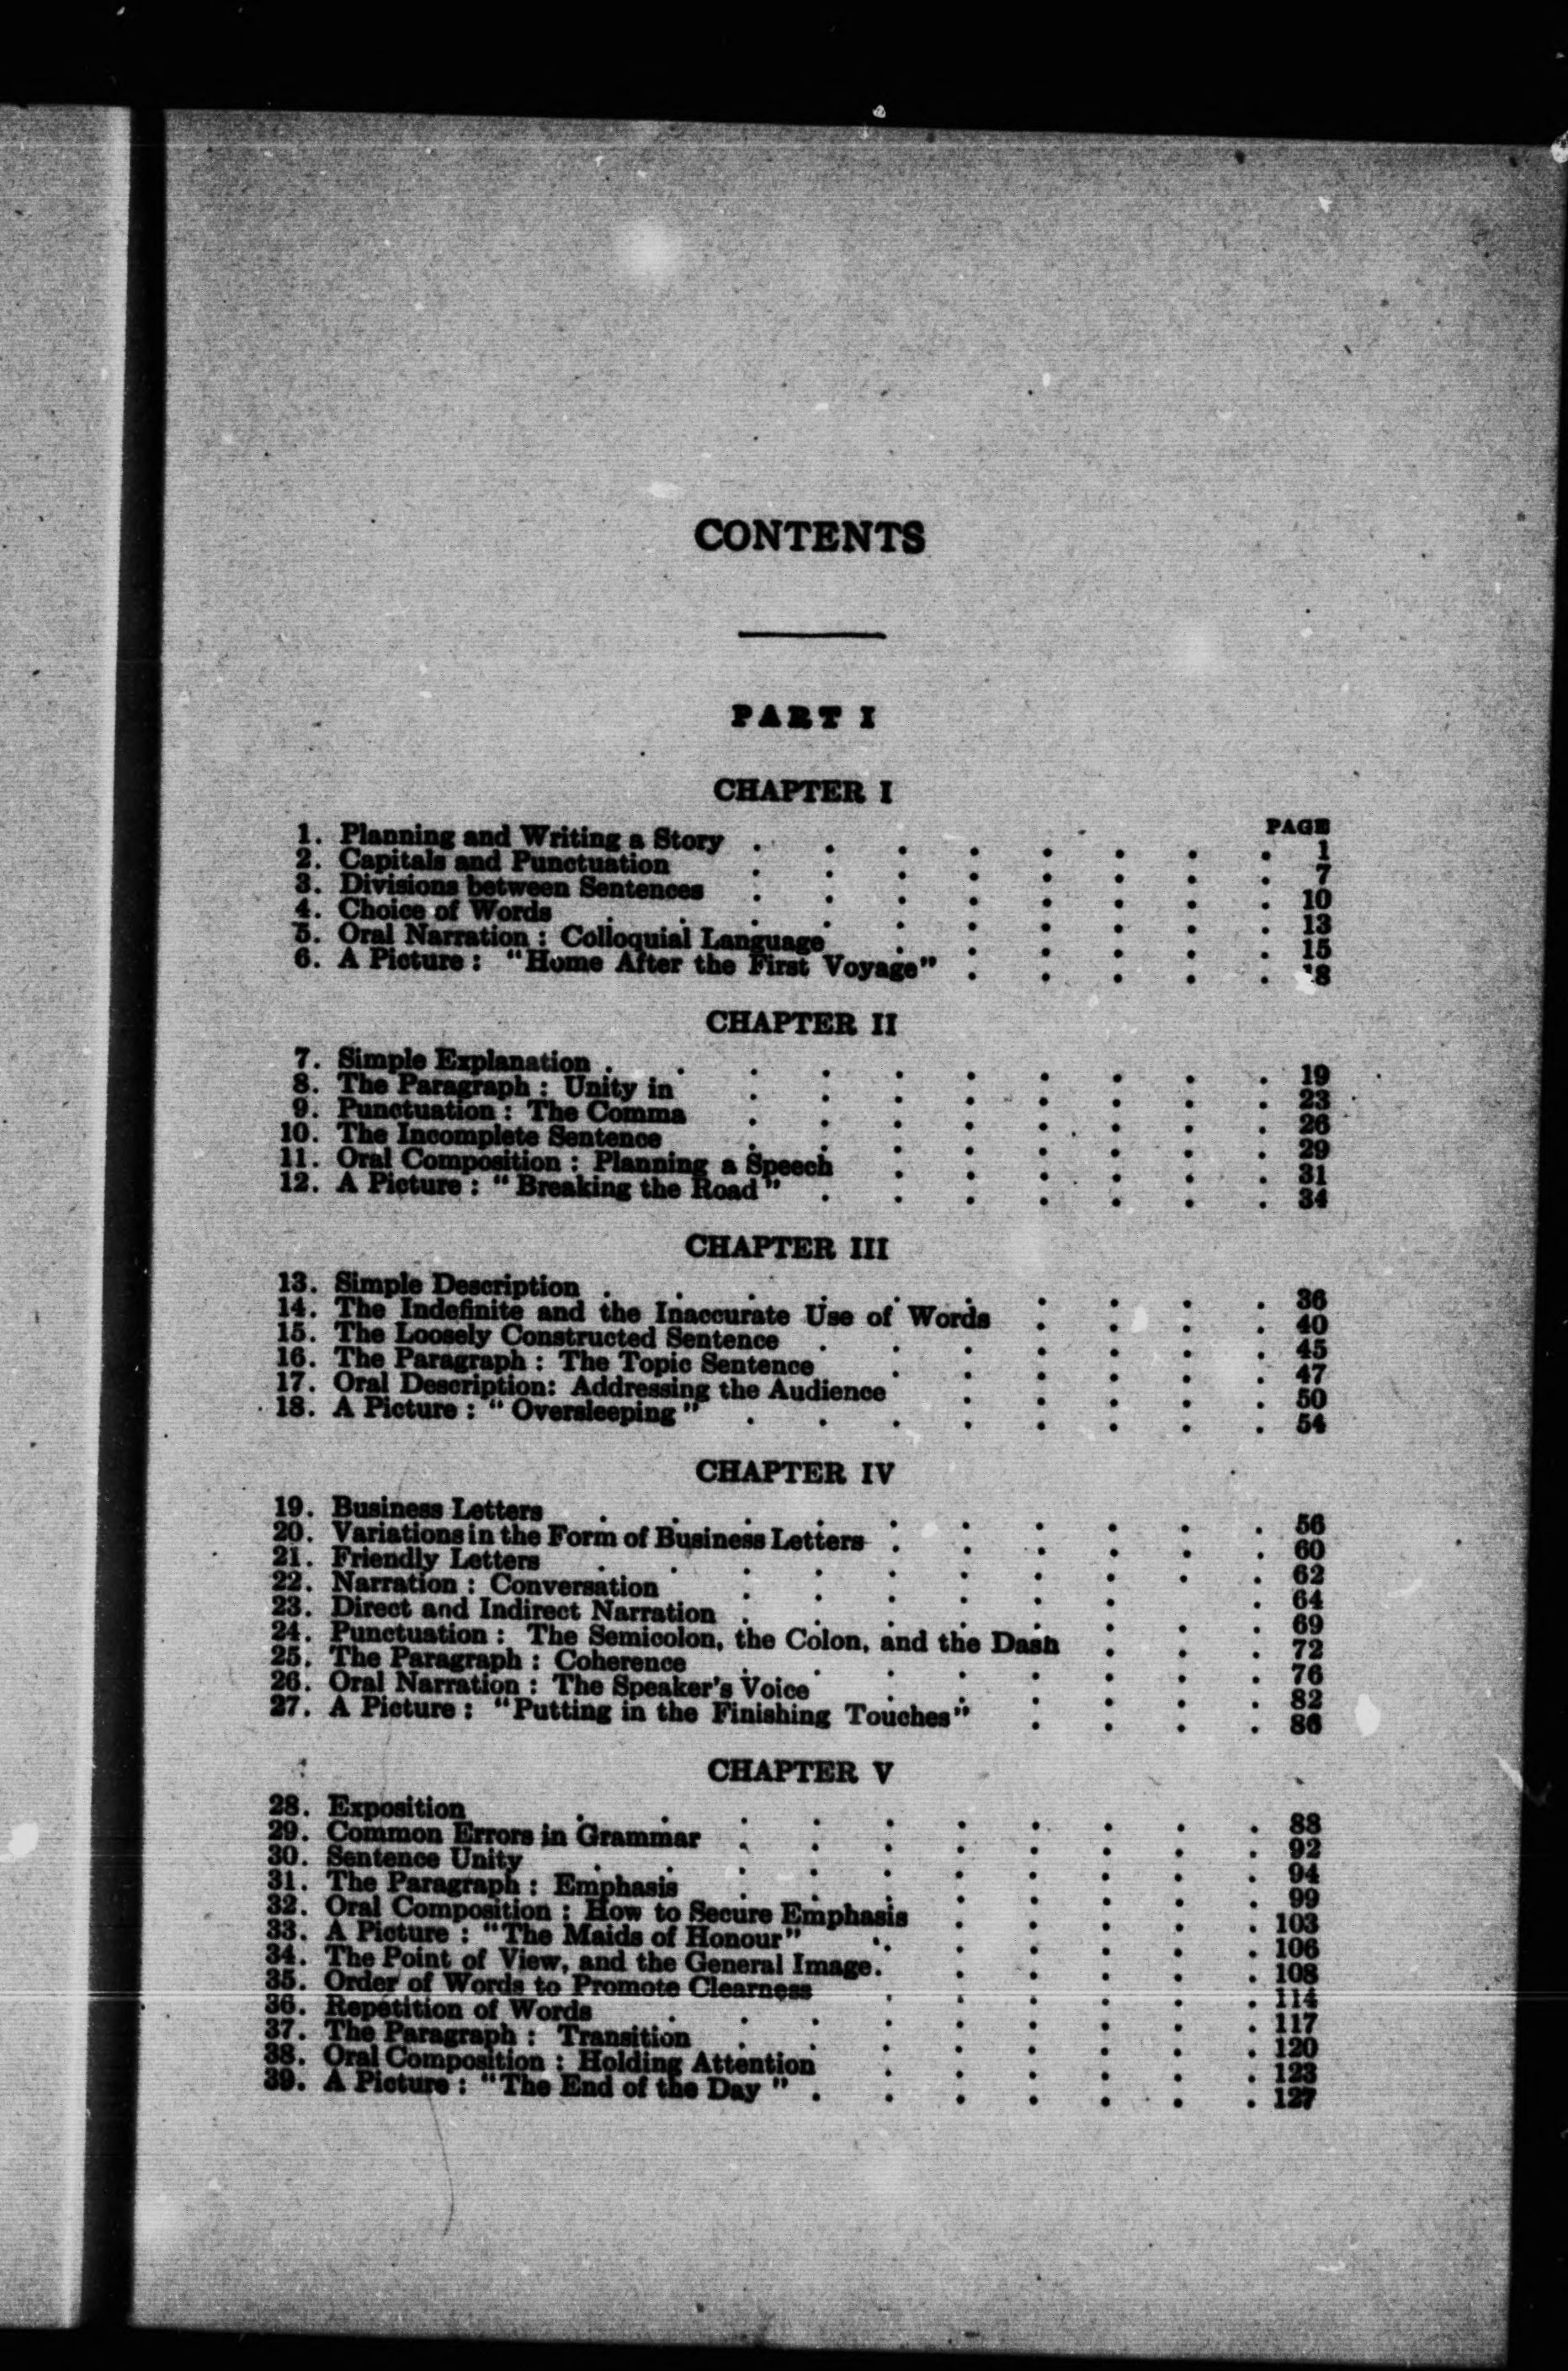 CONTENTS
PART I
CHAPTER I
PAGE
1. Planning and Writing a Story . . . . . . . . 1
2. Capitals and Punctuation . . . . . . . . 7
3. Divisions between Sentences . . . . . . . . 10
4. Choice of Words . . . . . . . . . . 13
5. Oral Narration : Colloquial Language . . . . . . 15
6. A Picture : "Home After the First Voyage" . . . . . 18
CHAPTER II
7. Simple Explanation . . . . . . . . . . 19
8. The Paragraph : Unity in . . . . . . . . 23
9. Punctuation : The Comma . . . . . . . . 26
10. The Incomplete Sentence . . . . . . . . 29
11. Oral Composition : Planning a Speech . . . . . . 31
12. A Picture : "Breaking the Road" . . . . . . . 34
CHAPTER III
13. Simple Description . . . . . . . . . . 36
14. The Indefinite and the Inaccurate Use of Words . . . . 40
15. The Loosely Constructed Sentence . . . . . . . 45
16. The Paragraph : The Topic Sentence . . . . . . 47
17. Oral Description: Addressing the Audience . . . . . 50
18. A Picture : "Oversleeping" . . . . . . . . 54
CHAPTER IV
19. Business Letters . . . . . . . . . . 56
20. Variations in the Form of Business Letters . . . . . . 60
21. Friendly Letters . . . . . . . . . . 62
22. Narration : Conversation . . . . . . . 64
23. Direct and Indirect Narration . . . . . . . . 69
24. Punctuation : The Semicolon, the Colon, and the Dash . . . 72
25. The Paragraph : Coherence . . . . . . . . 76
26. Oral Narration : The Speaker's Voice . . . . . . 82
27. A Picture : "Putting in the Finishing Touches" . . . . 86
CHAPTER V
28. Exposition . . . . . . . . . . 88
29. Common Errors in Grammar . . . . . . . . 92
30. Sentence Unity . . . . . . . . . . 94
31. The Paragraph : Emphasis . . . . . . . . 99
32. Oral Composition : How to Secure Emphasis . . . . . 103
33. A Picture : "The Maids of Honour" . . . . . . 106
34. The Point of View, and the General Image. . . . . . 108
35. Order of Words to Promote Clearness . . . . . . 114
36. Repetition of Words . . . . . . . . . 117
37. The Paragraph : Transition . . . . . . . . 120
38. Oral Composition : Holding Attention . . . . . . 123
39. A Picture : "The End of the Day" . . . . . . . 127